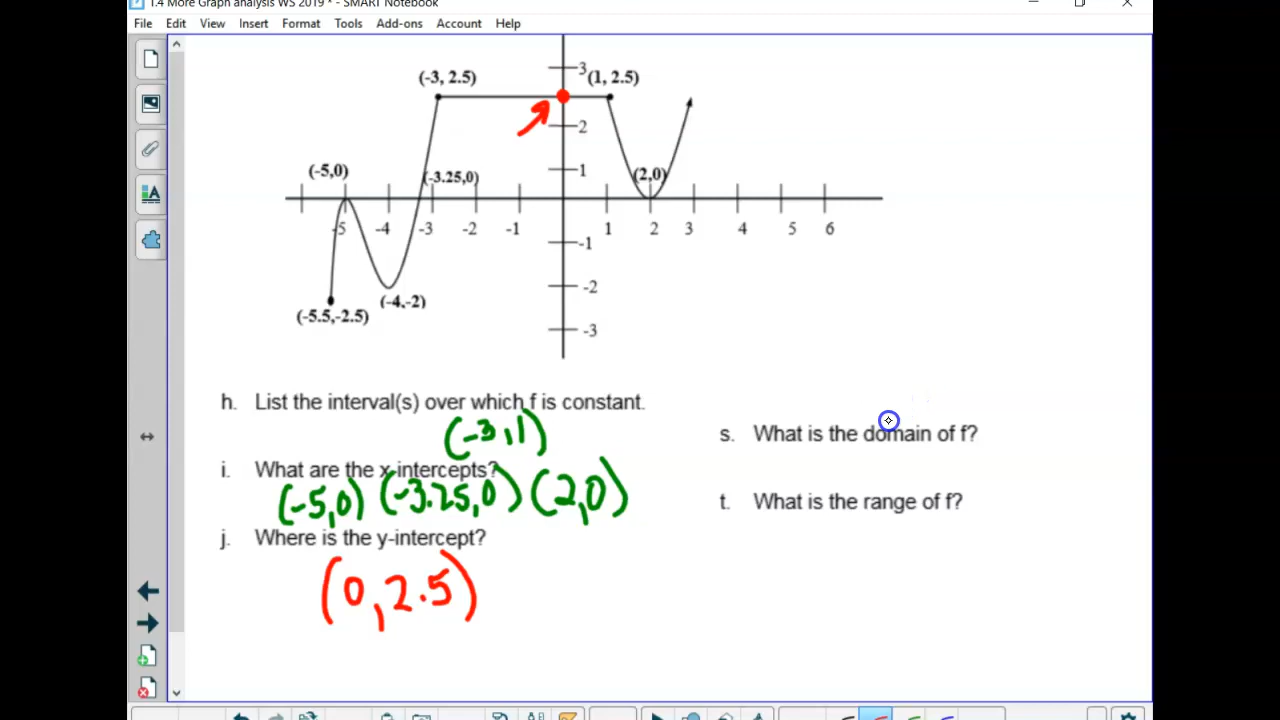 1.4 More Graph analysis WS 2019 * - SMART Notebook
File Edit View Insert Format Tools Add-ons Account Help
(-3, 2.5) 3 (1, 2.5)
2
(-5,0) (-3.25,0) 1 (2,0)
-5 -4 -3 -2 -1 1 2 3 4 5 6
-1
-2
(-4,-2)
(-5.5,-2.5)
-3
h. List the interval(s) over which f is constant.
(-3,1)
i. What are the x-intercepts?
(-5,0) (-3.25,0) (2,0)
j. Where is the y-intercept?
(0,2.5)
s. What is the domain of f?
t. What is the range of f?